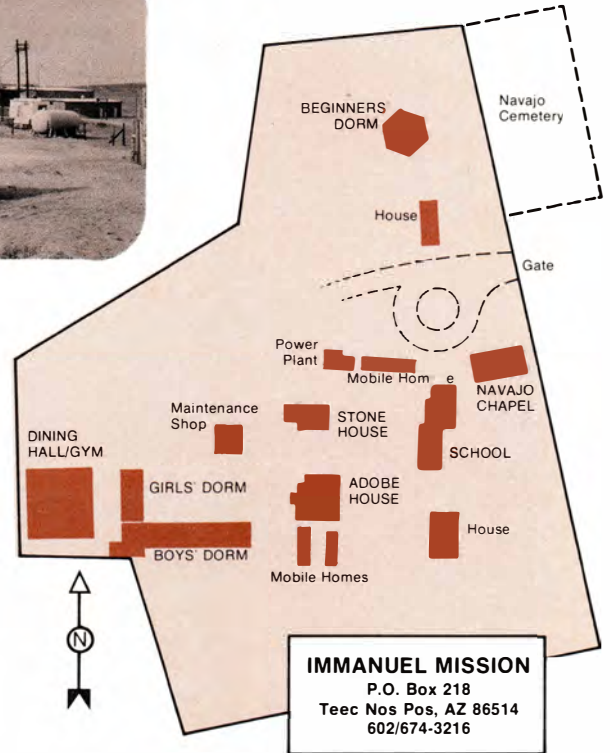 BEGINNERS
DORM
Navajo
Cemetery
House
Gate
Power
Plant
Mobile Hom e
NAVAJO
CHAPEL
Maintenance
Shop
STONE
HOUSE
DINING
HALL/GYM
SCHOOL
GIRLS' DORM
ADOBE
HOUSE
House
BOYS' DORM
Mobile Homes
N
IMMANUEL MISSION
P.O. Box 218
Teec Nos Pos, AZ 86514
602/674-3216